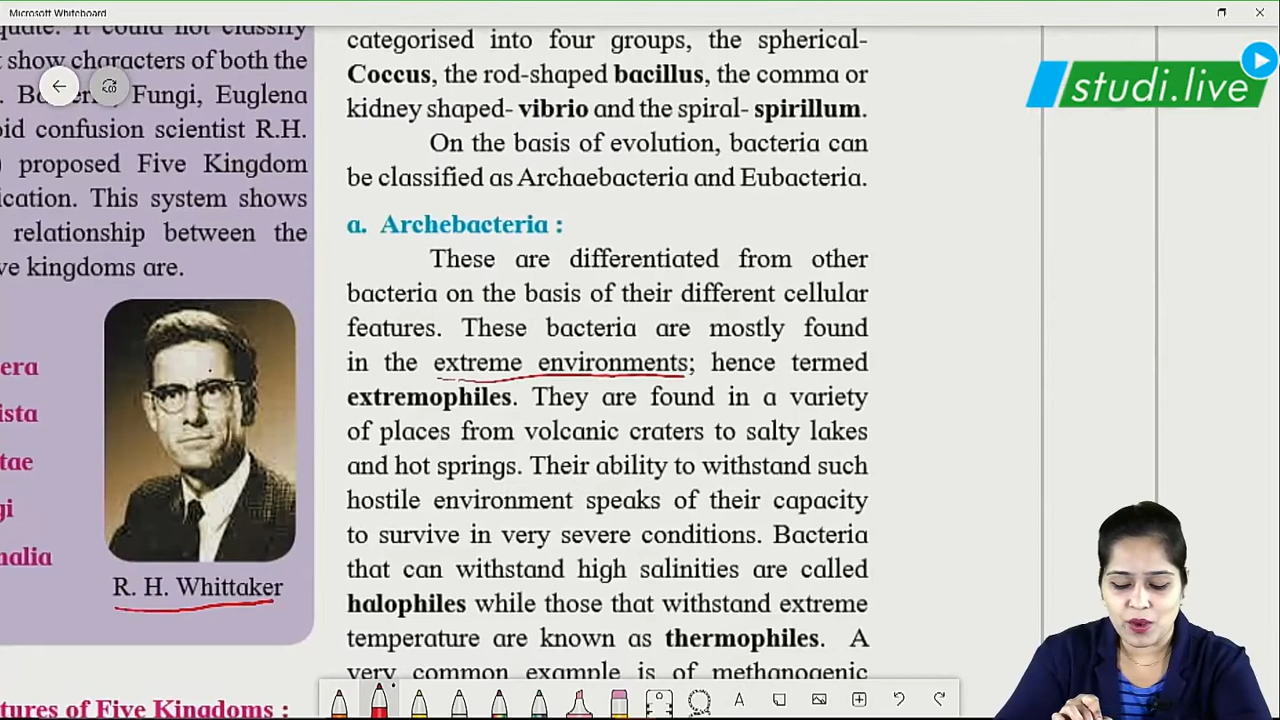 Microsoft Whiteboard
quate. It could not classify
show characters of both the
Fungi, Euglena
oid confusion scientist R.H.
) proposed Five Kingdom
ication. This system shows
relationship between the
ve kingdoms are.
era
ista
tae
gi
nalia
R. H. Whittaker
tures of Five Kingdoms :
categorised into four groups, the spherical-
Coccus, the rod-shaped bacillus, the comma or
kidney shaped- vibrio and the spiral- spirillum.
On the basis of evolution, bacteria can
be classified as Archaebacteria and Eubacteria.
a. Archebacteria :
These are differentiated from other
bacteria on the basis of their different cellular
features. These bacteria are mostly found
in the extreme environments; hence termed
extremophiles. They are found in a variety
of places from volcanic craters to salty lakes
and hot springs. Their ability to withstand such
hostile environment speaks of their capacity
to survive in very severe conditions. Bacteria
that can withstand high salinities are called
halophiles while those that withstand extreme
temperature are known as thermophiles. A
very common example is of methanogenic
studi.live